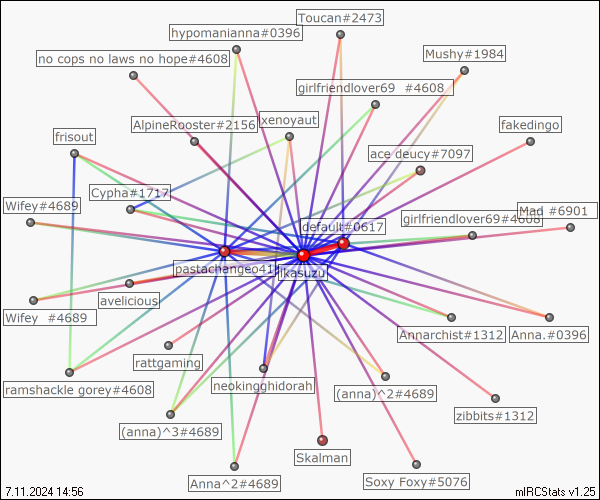 Toucan#2473
hypomanianna#0396
no cops no laws no hope#4608
Mushy#1984
girlfriendlover69 #4608
AlpineRooster#2156
xenoyaut
fakedingo
frisout
ace deucy#7097
Cypha#1717
Wifey#4689
default#0617
girlfriendlover69#4608
Mad #6901
pastachangeo41
likasuzu
avelicious
Wifey #4689
Annarchist#1312
Anna.#0396
rattgaming
ramshackle gorey#4608
neokingghidorah
(anna)^2#4689
zibbits#1312
(anna)^3#4689
Skalman
Anna^2#4689
Soxy Foxy#5076
7.11.2024 14:56
mIRCStats v1.25